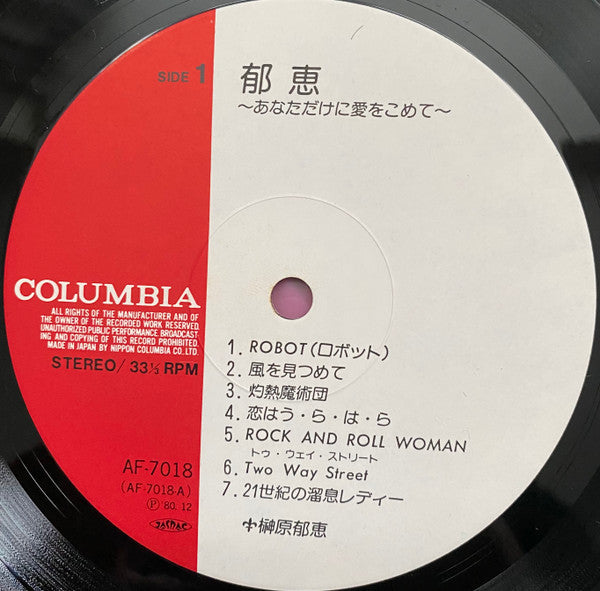 SIDE 1
郁恵
〜あなただけに愛をこめて〜
COLUMBIA
ALL RIGHTS OF THE MANUFACTURER AND OF
THE OWNER OF THE RECORDED WORK RESERVED.
UNAUTHORIZED PUBLIC PERFORMANCE, BROADCAST-
ING AND COPYING OF THIS RECORD PROHIBITED.
MADE IN JAPAN BY NIPPON COLUMBIA CO. LTD.
STEREO/33⅓ RPM
1. ROBOT(ロボット)
2. 風を見つめて
3. 灼熱魔術団
4. 恋はう・ら・は・ら
5. ROCK AND ROLL WOMAN
トゥ・ウェイ・ストリート
6. Two Way Street
7. 21世紀の溜息レディー
榊原郁恵
AF-7018
(AF-7018-A)
Ⓟ '80. 12
JASRAC